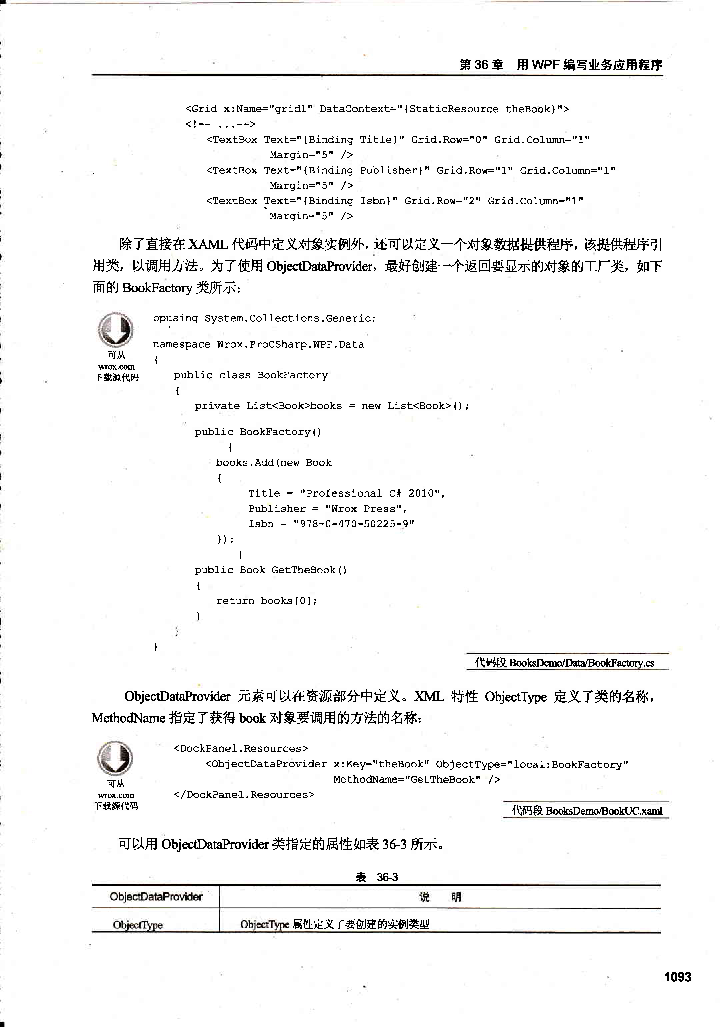 第 36 章 用 WPF 编写业务应用程序
<Grid x:Name="grid1" DataContext="{StaticResource theBook}">
<!-- ...-->
<TextBox Text="{Binding Title}" Grid.Row="0" Grid.Column="1"
Margin="5" />
<TextBox Text="{Binding Publisher}" Grid.Row="1" Grid.Column="1"
Margin="5" />
<TextBox Text="{Binding Isbn}" Grid.Row="2" Grid.Column="1"
Margin="5" />
除了直接在 XAML 代码中定义对象实例外，还可以定义一个对象数据提供程序，该提供程序引
用类，以调用方法。为了使用 ObjectDataProvider，最好创建一个返回要显示的对象的工厂类，如下
面的 BookFactory 类所示：
可从
wrox.com
下载源代码
opusing System.Collections.Generic;
namespace Wrox.ProCSharp.WPF.Data
{
public class BookFactory
{
private List<Book>books = new List<Book>();
public BookFactory()
{
books.Add(new Book
{
Title = "Professional C# 2010",
Publisher = "Wrox Press",
Isbn = "978-0-470-50225-9"
});
}
public Book GetTheBook()
{
return books[0];
}
}
}
代码段 BooksDemo/Data/BookFactory.cs
ObjectDataProvider 元素可以在资源部分中定义。XML 特性 ObjectType 定义了类的名称，
MethodName 指定了获得 book 对象要调用的方法的名称：
可从
wrox.com
下载源代码
<DockPanel.Resources>
<ObjectDataProvider x:Key="theBook" ObjectType="local:BookFactory"
MethodName="GetTheBook" />
</DockPanel.Resources>
代码段 BooksDemo/BookUC.xaml
可以用 ObjectDataProvider 类指定的属性如表 36-3 所示。
表 36-3
ObjectDataProvider 说 明
ObjectType ObjectType 属性定义了要创建的实例类型
1093